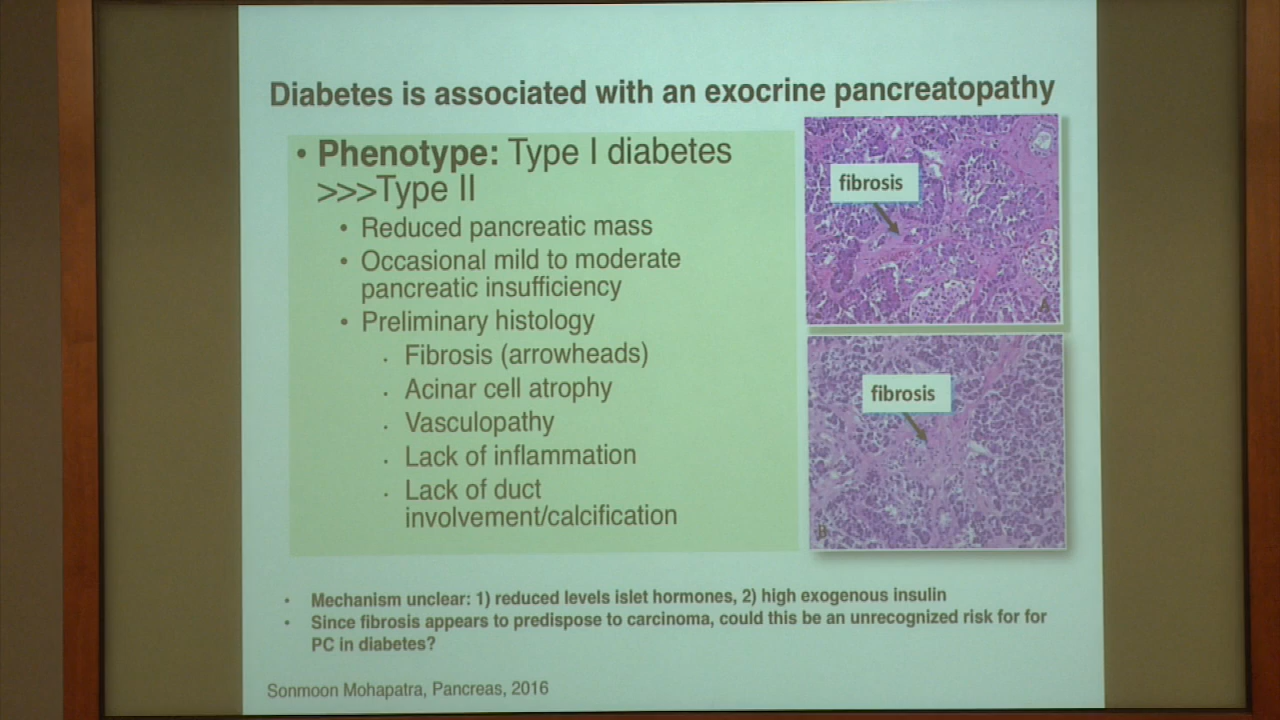 Diabetes is associated with an exocrine pancreatopathy
• Phenotype: Type I diabetes
>>>Type II
• Reduced pancreatic mass
• Occasional mild to moderate
pancreatic insufficiency
• Preliminary histology
· Fibrosis (arrowheads)
· Acinar cell atrophy
· Vasculopathy
· Lack of inflammation
· Lack of duct
involvement/calcification
fibrosis
A
fibrosis
B
• Mechanism unclear: 1) reduced levels islet hormones, 2) high exogenous insulin
• Since fibrosis appears to predispose to carcinoma, could this be an unrecognized risk for for
PC in diabetes?
Sonmoon Mohapatra, Pancreas, 2016